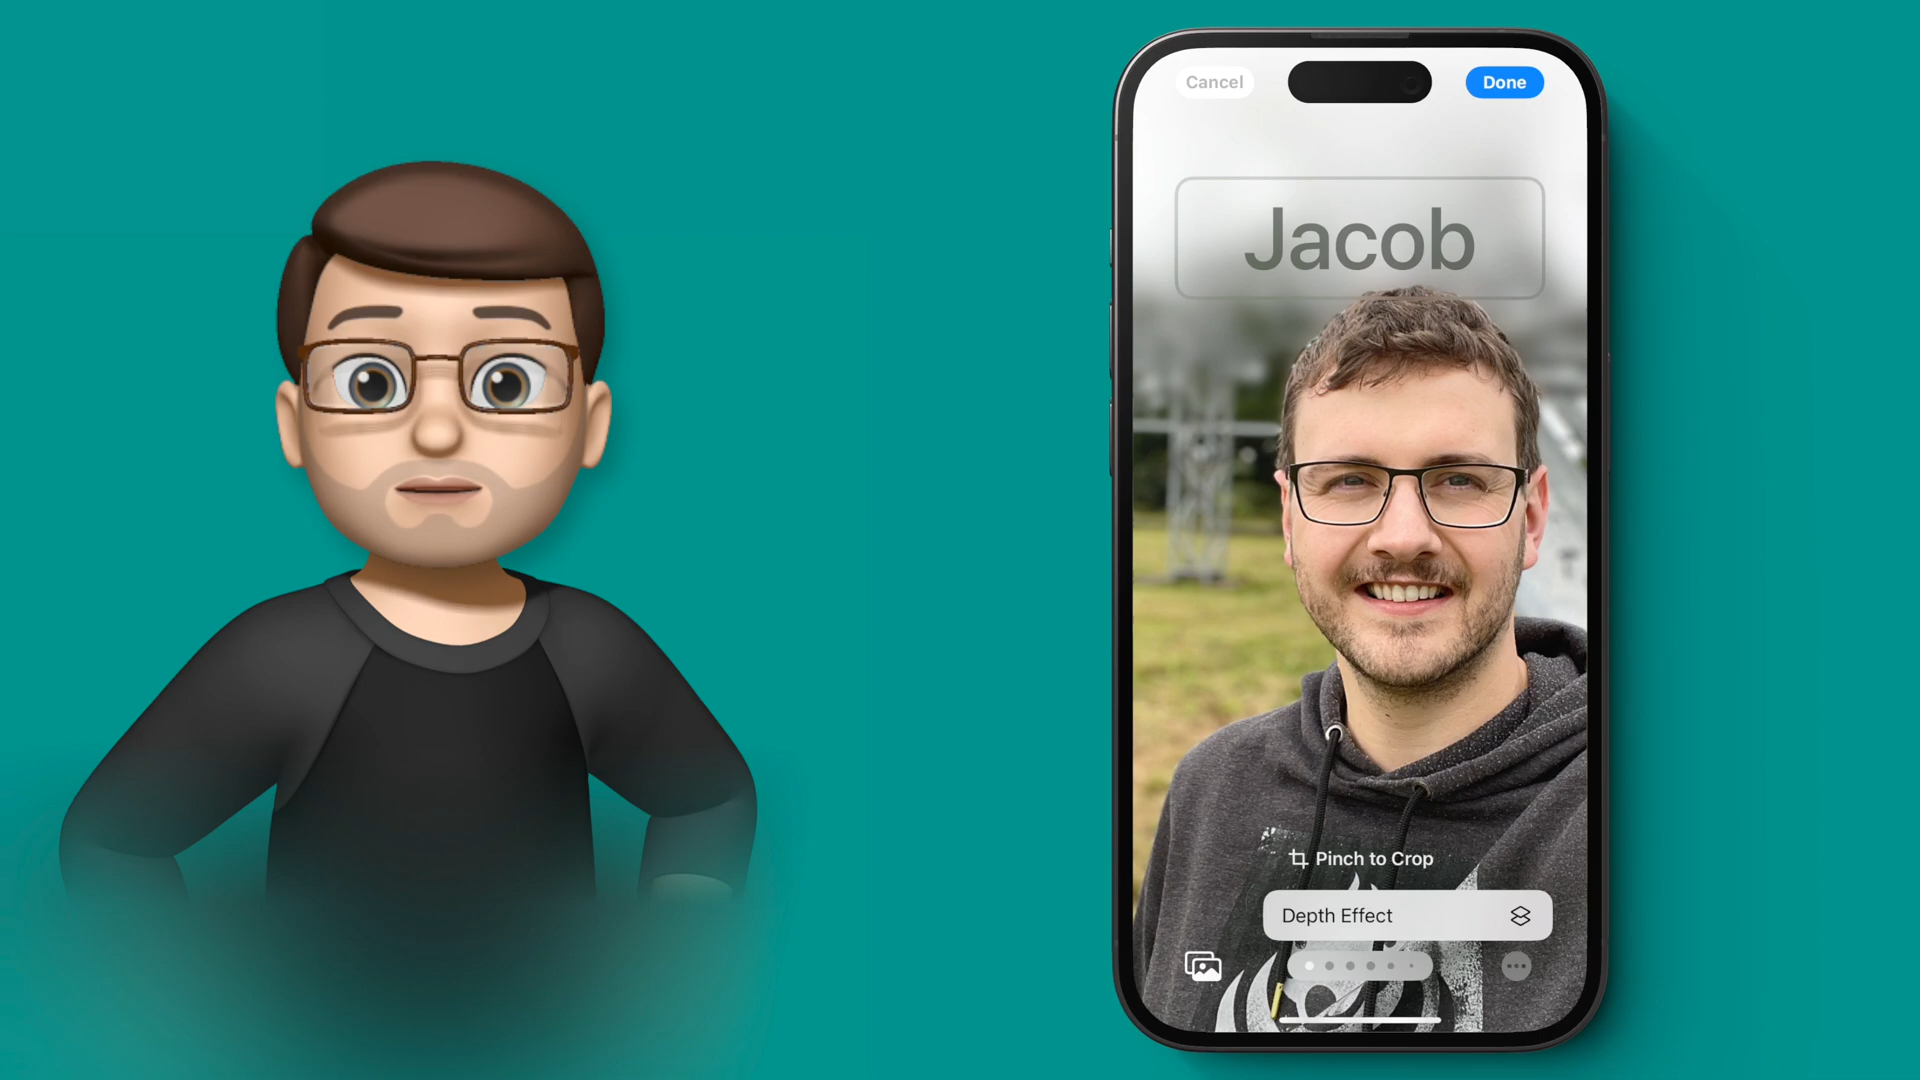 Cancel
Done
Jacob
Pinch to Crop
Depth Effect